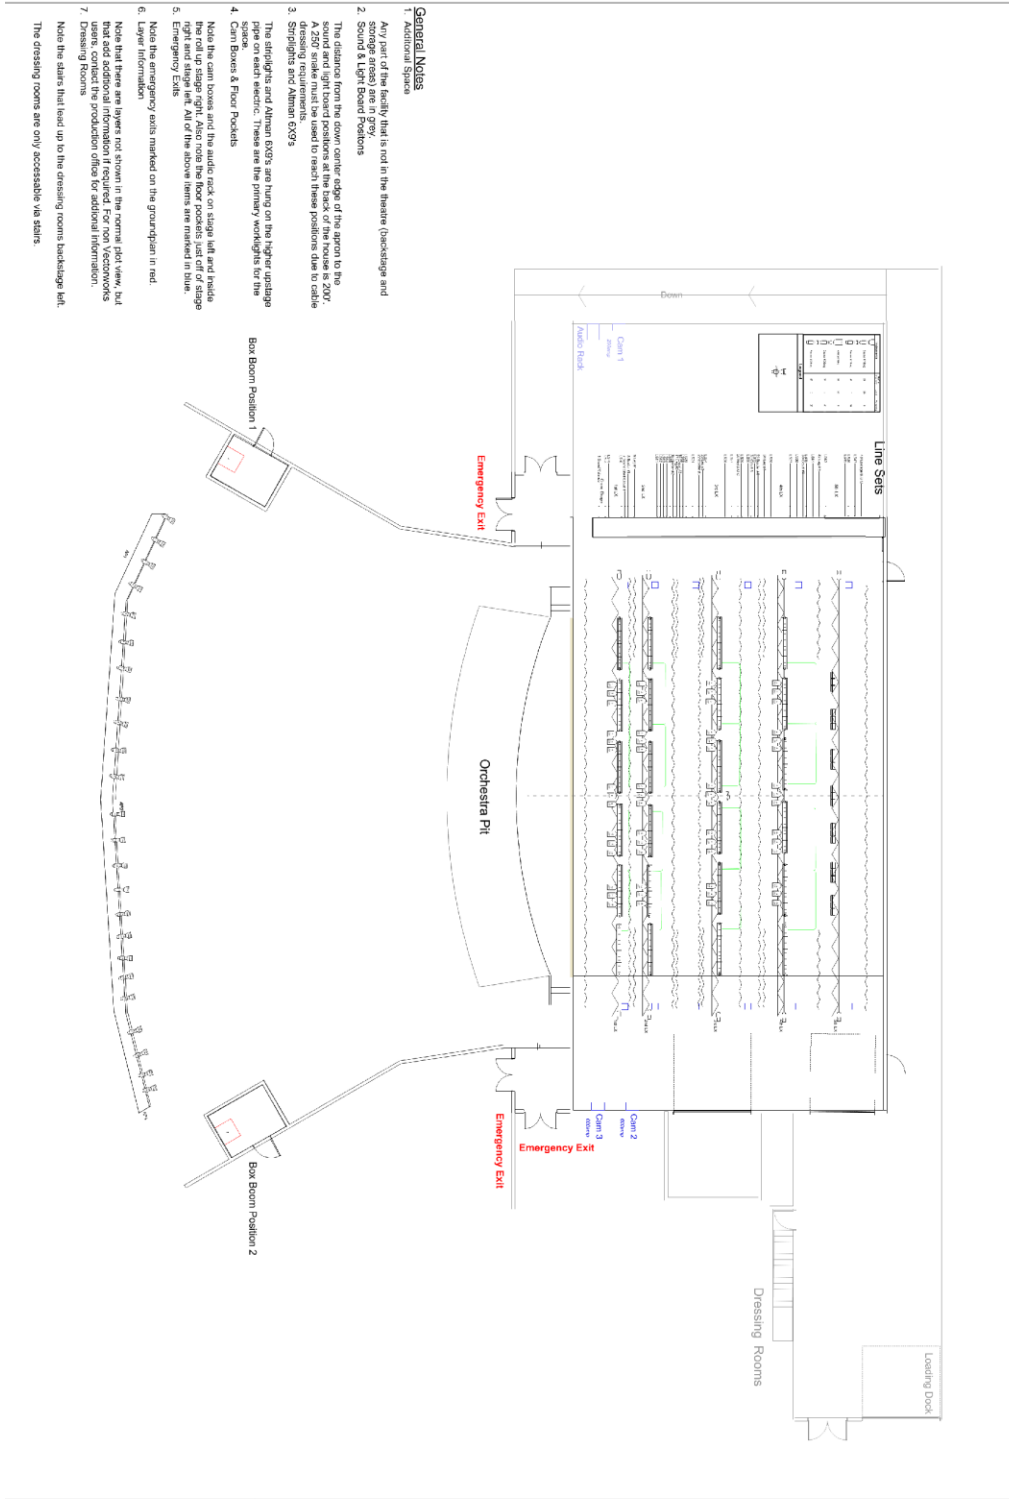 General Notes
1. Additional Space
Any part of the facility that is not in the theatre (backstage and
storage areas) are in grey.
2. Sound & Light Board Positons
The distance from the down center edge of the apron to the
sound and light board positions at the back of the house is 200'.
A 250' snake must be used to reach these positions due to cable
dressing requirements.
3. Striplights and Altman 6X9's
The striplights and Altman 6X9's are hung on the higher upstage
pipe on each electric. These are the primary worklights for the
space.
4. Cam Boxes & Floor Pockets
Note the cam boxes and the audio rack on stage left and inside
the roll up stage right. Also note the floor pockets just off of stage
right and stage left. All of the above items are marked in blue.
5. Emergency Exits
Note the emergency exits marked on the groundplan in red.
6. Layer Information
Note that there are layers not shown in the normal plot view, but
that add additional information if required. For non Vectorworks
users, contact the production office for addional information.
7. Dressing Rooms
Note the stairs that lead up to the dressing rooms backstage left.
The dressing rooms are only accessable via stairs.
Down
Cam 1
Audio Rack
Legend
Line Sets
Box Boom Position 1
Emergency Exit
Orchestra Pit
Cam 2
Cam 3
Emergency Exit
Emergency Exit
Box Boom Position 2
Dressing Rooms
Loading Dock